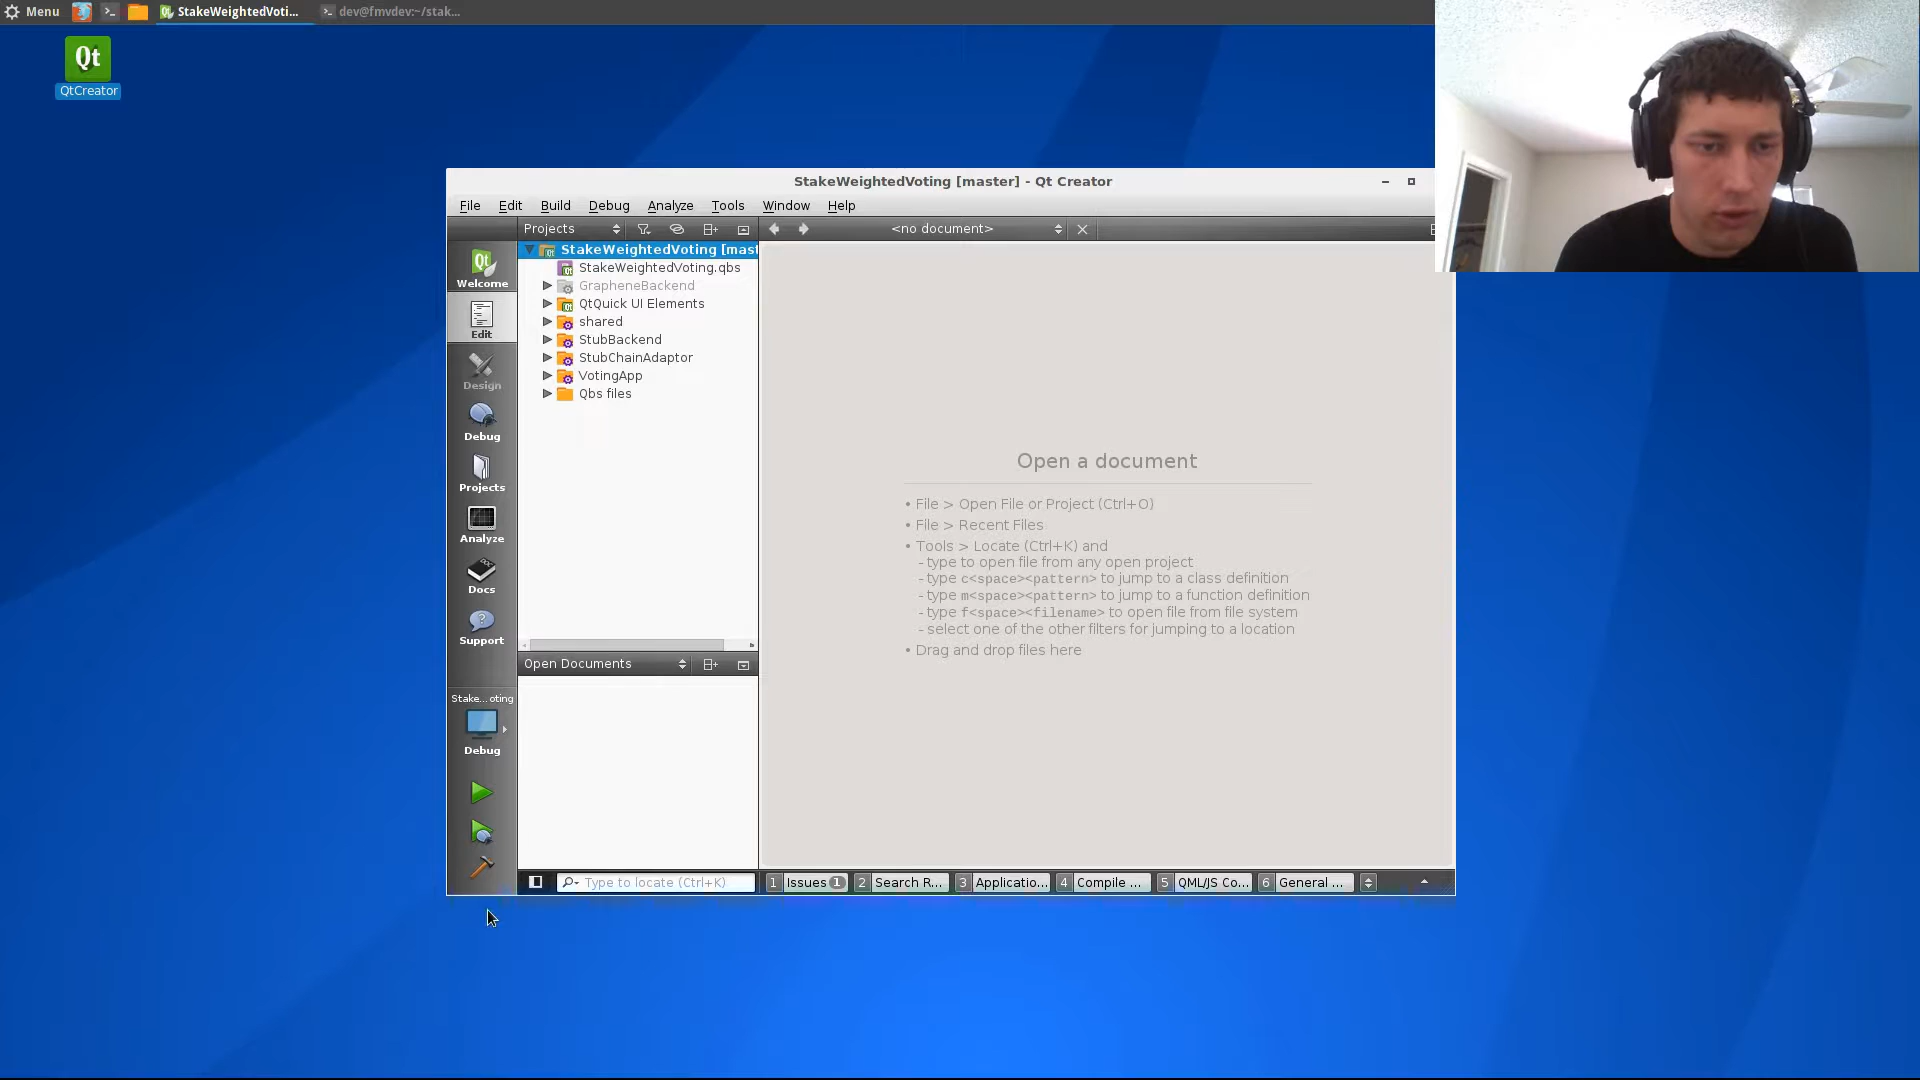 Menu
StakeWeightedVoti...
dev@fmvdev:~/stak...
Qt
QtCreator
StakeWeightedVoting [master] - Qt Creator
File Edit Build Debug Analyze Tools Window Help
Projects
<no document>
Welcome
Edit
Design
Debug
Projects
Analyze
Docs
Support
StakeWeightedVoting [mast
StakeWeightedVoting.qbs
GrapheneBackend
QtQuick UI Elements
shared
StubBackend
StubChainAdaptor
VotingApp
Qbs files
Open a document
• File > Open File or Project (Ctrl+O)
• File > Recent Files
• Tools > Locate (Ctrl+K) and
- type to open file from any open project
- type c<space><pattern> to jump to a class definition
- type m<space><pattern> to jump to a function definition
- type f<space><filename> to open file from file system
- select one of the other filters for jumping to a location
• Drag and drop files here
Open Documents
Stake...oting
Debug
Type to locate (Ctrl+K)
1 Issues 1
2 Search R...
3 Applicatio...
4 Compile ...
5 QML/JS Co...
6 General ...